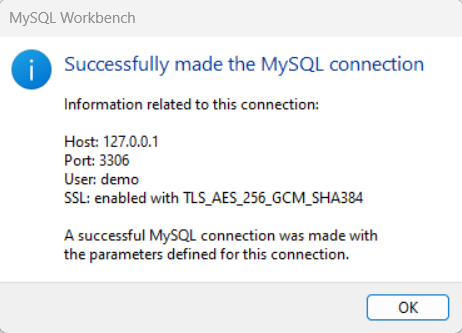 MySQL Workbench
Successfully made the MySQL connection
Information related to this connection:
Host: 127.0.0.1
Port: 3306
User: demo
SSL: enabled with TLS_AES_256_GCM_SHA384
A successful MySQL connection was made with
the parameters defined for this connection.
OK